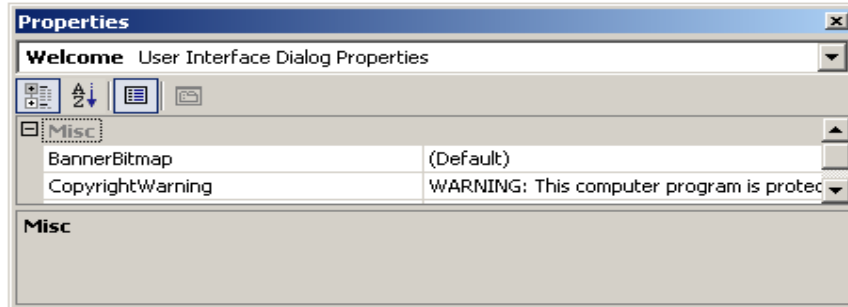 Properties
Welcome User Interface Dialog Properties
Misc
BannerBitmap (Default)
CopyrightWarning WARNING: This computer program is protec
Misc